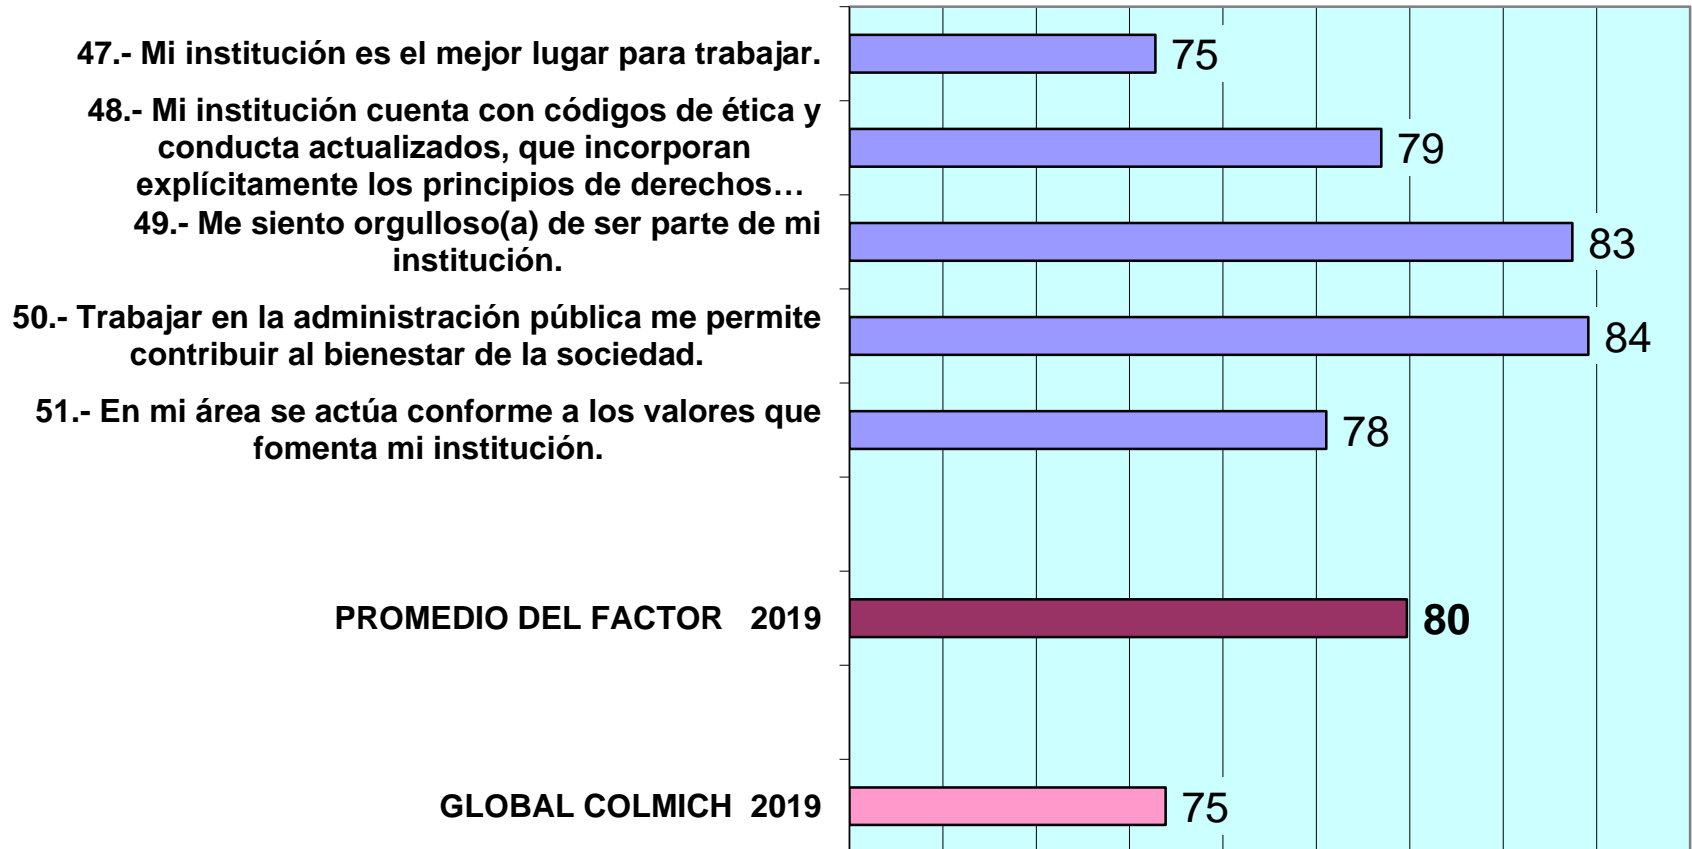 47.- Mi institución es el mejor lugar para trabajar.
75
48.- Mi institución cuenta con códigos de ética y
conducta actualizados, que incorporan
explícitamente los principios de derechos…
79
49.- Me siento orgulloso(a) de ser parte de mi
institución.
83
50.- Trabajar en la administración pública me permite
contribuir al bienestar de la sociedad.
84
51.- En mi área se actúa conforme a los valores que
fomenta mi institución.
78
PROMEDIO DEL FACTOR 2019
80
GLOBAL COLMICH 2019
75